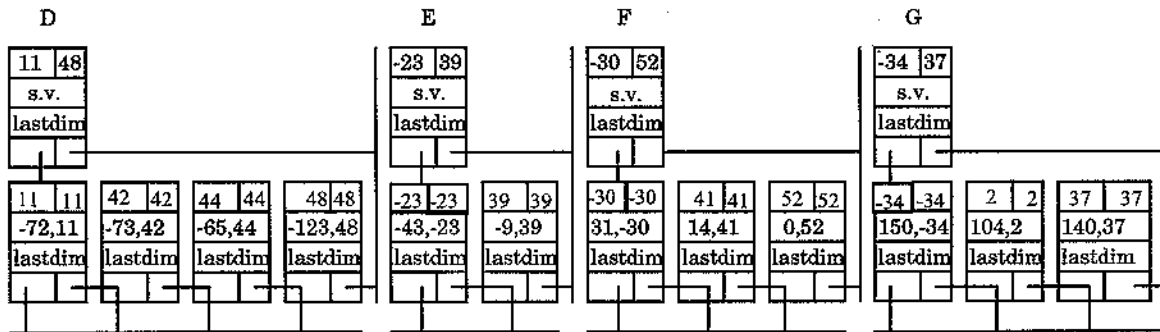 D E F G
11 48 -23 39 -30 52 -34 37
s.v. s.v. s.v. s.v.
lastdim lastdim lastdim lastdim
11 11 42 42 44 44 48 48 -23 -23 39 39 -30 -30 41 41 52 52 -34 -34 2 2 37 37
-72,11 -73,42 -65,44 -123,48 -43,-23 -9,39 31,-30 14,41 0,52 150,-34 104,2 140,37
lastdim lastdim lastdim lastdim lastdim lastdim lastdim lastdim lastdim lastdim lastdim lastdim